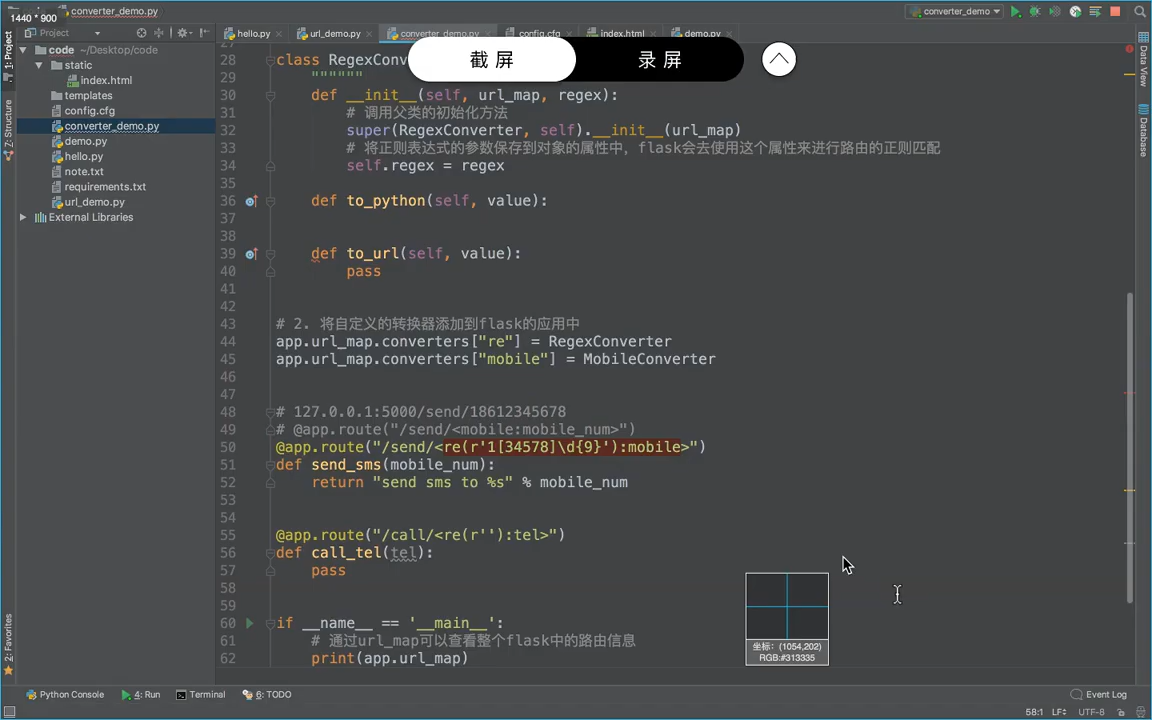 1440 * 900
converter_demo.py
converter_demo
Project
hello.py
url_demo.py
converter_demo.py
config.cfg
index.html
demo.py
截屏
录屏
1: Project
Z: Structure
2: Favorites
Data View
Database
code ~/Desktop/code
static
index.html
templates
config.cfg
converter_demo.py
demo.py
hello.py
note.txt
requirements.txt
url_demo.py
External Libraries
27
28 class RegexConv
29 """"""
30 def __init__(self, url_map, regex):
31 # 调用父类的初始化方法
32 super(RegexConverter, self).__init__(url_map)
33 # 将正则表达式的参数保存到对象的属性中，flask会去使用这个属性来进行路由的正则匹配
34 self.regex = regex
35
36 def to_python(self, value):
37
38
39 def to_url(self, value):
40 pass
41
42
43 # 2. 将自定义的转换器添加到flask的应用中
44 app.url_map.converters["re"] = RegexConverter
45 app.url_map.converters["mobile"] = MobileConverter
46
47
48 # 127.0.0.1:5000/send/18612345678
49 # @app.route("/send/<mobile:mobile_num>")
50 @app.route("/send/<re(r'1[34578]\d{9}'):mobile>")
51 def send_sms(mobile_num):
52 return "send sms to %s" % mobile_num
53
54
55 @app.route("/call/<re(r''):tel>")
56 def call_tel(tel):
57 pass
58
59
60 if __name__ == '__main__':
61 # 通过url_map可以查看整个flask中的路由信息
62 print(app.url_map)
坐标：(1054,202)
RGB:#313335
Python Console
4: Run
Terminal
6: TODO
Event Log
58:1 LF÷ UTF-8